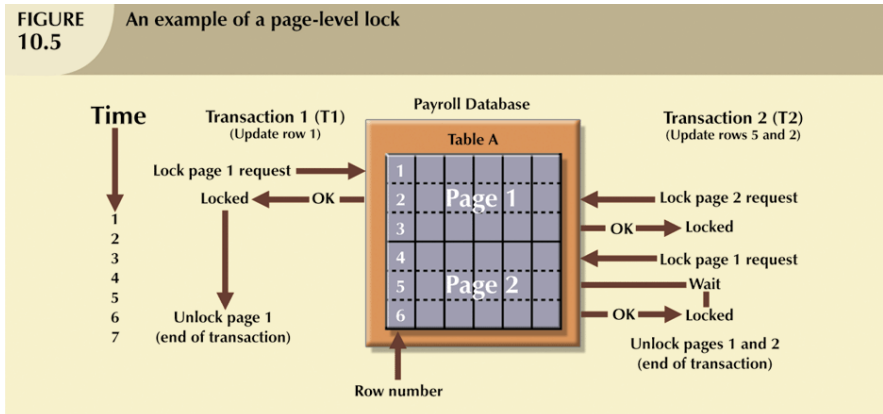 FIGURE
10.5
An example of a page-level lock
Time
1
2
3
4
5
6
7
Transaction 1 (T1)
(Update row 1)
Lock page 1 request
Locked
OK
Unlock page 1
(end of transaction)
Payroll Database
Table A
1
2
3
4
5
6
Page 1
Page 2
Row number
Transaction 2 (T2)
(Update rows 5 and 2)
Lock page 2 request
OK
Locked
Lock page 1 request
Wait
OK
Locked
Unlock pages 1 and 2
(end of transaction)